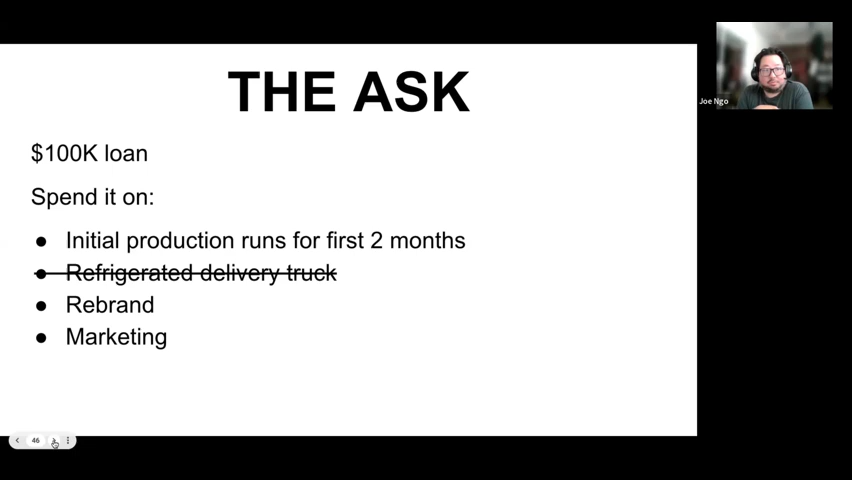 THE ASK
$100K loan
Spend it on:
● Initial production runs for first 2 months
● Refrigerated delivery truck
● Rebrand
● Marketing
Joe Ngo
46